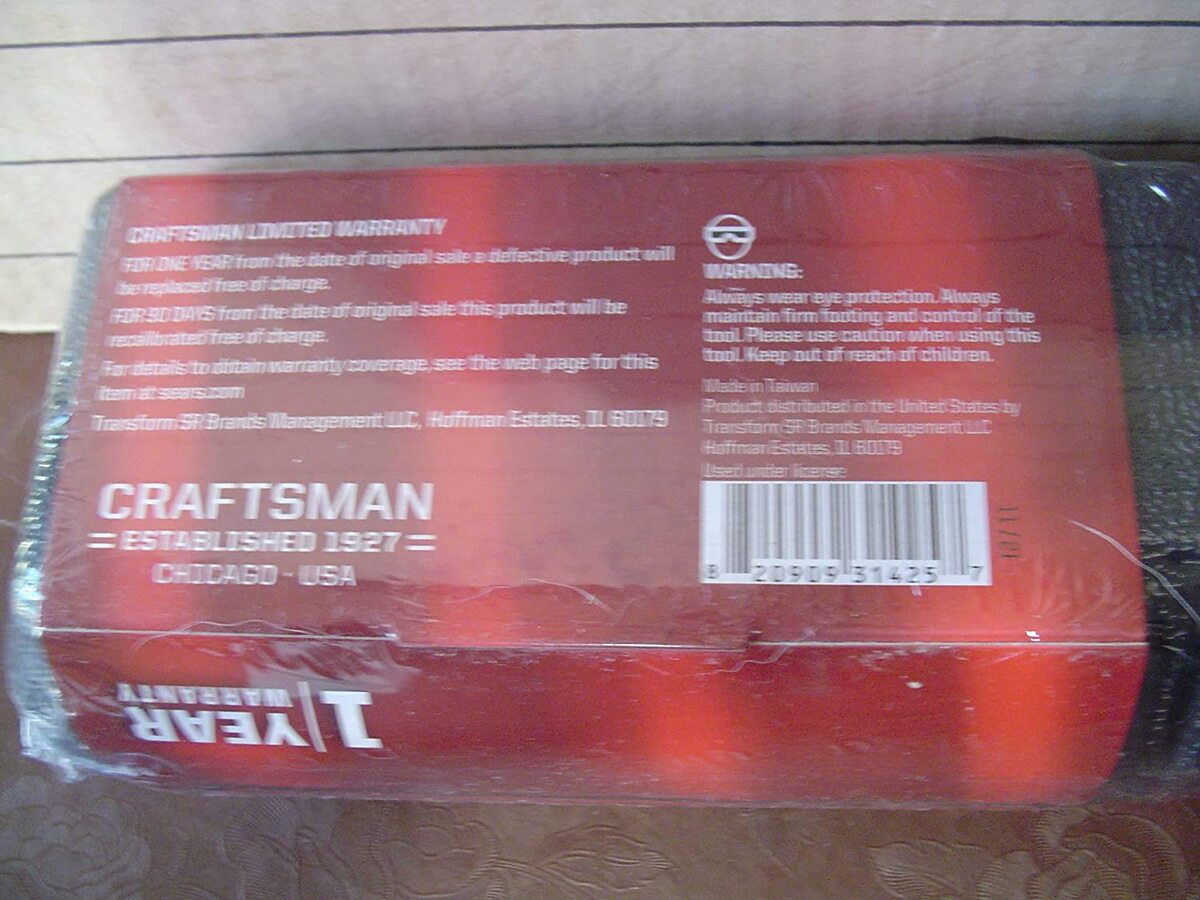 CRAFTSMAN LIMITED WARRANTY
FOR ONE YEAR from the date of original sale a defective product will
be replaced free of charge.
FOR 90 DAYS from the date of original sale this product will be
recalibrated free of charge.
For details to obtain warranty coverage, see the web page for this
item at sears.com
Transform SR Brands Management LLC, Hoffman Estates, IL 60179
CRAFTSMAN
ESTABLISHED 1927
CHICAGO - USA
WARNING:
Always wear eye protection. Always
maintain firm footing and control of the
tool. Please use caution when using this
tool. Keep out of reach of children.
Made in Taiwan
Product distributed in the United States by
Transform SR Brands Management LLC
Hoffman Estates, IL 60179
Used under license
8 20909 31425 7
1 YEAR
WARRANTY